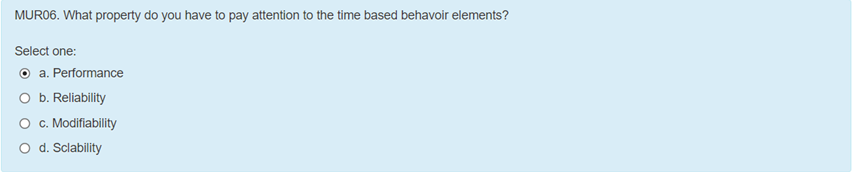 MUR06. What property do you have to pay attention to the time based behavoir elements?
Select one:
a. Performance
b. Reliability
c. Modifiability
d. Sclability